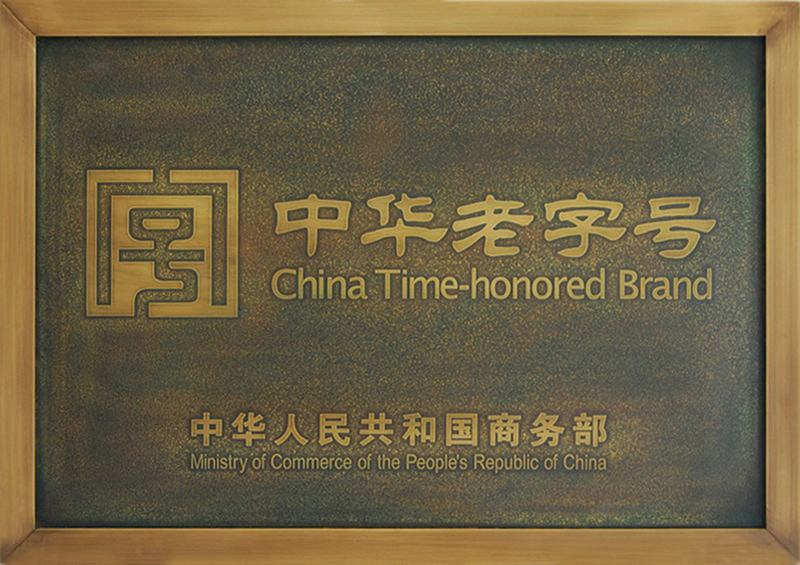 中华老字号
China Time-honored Brand
中华人民共和国商务部
Ministry of Commerce of the People's Republic of China